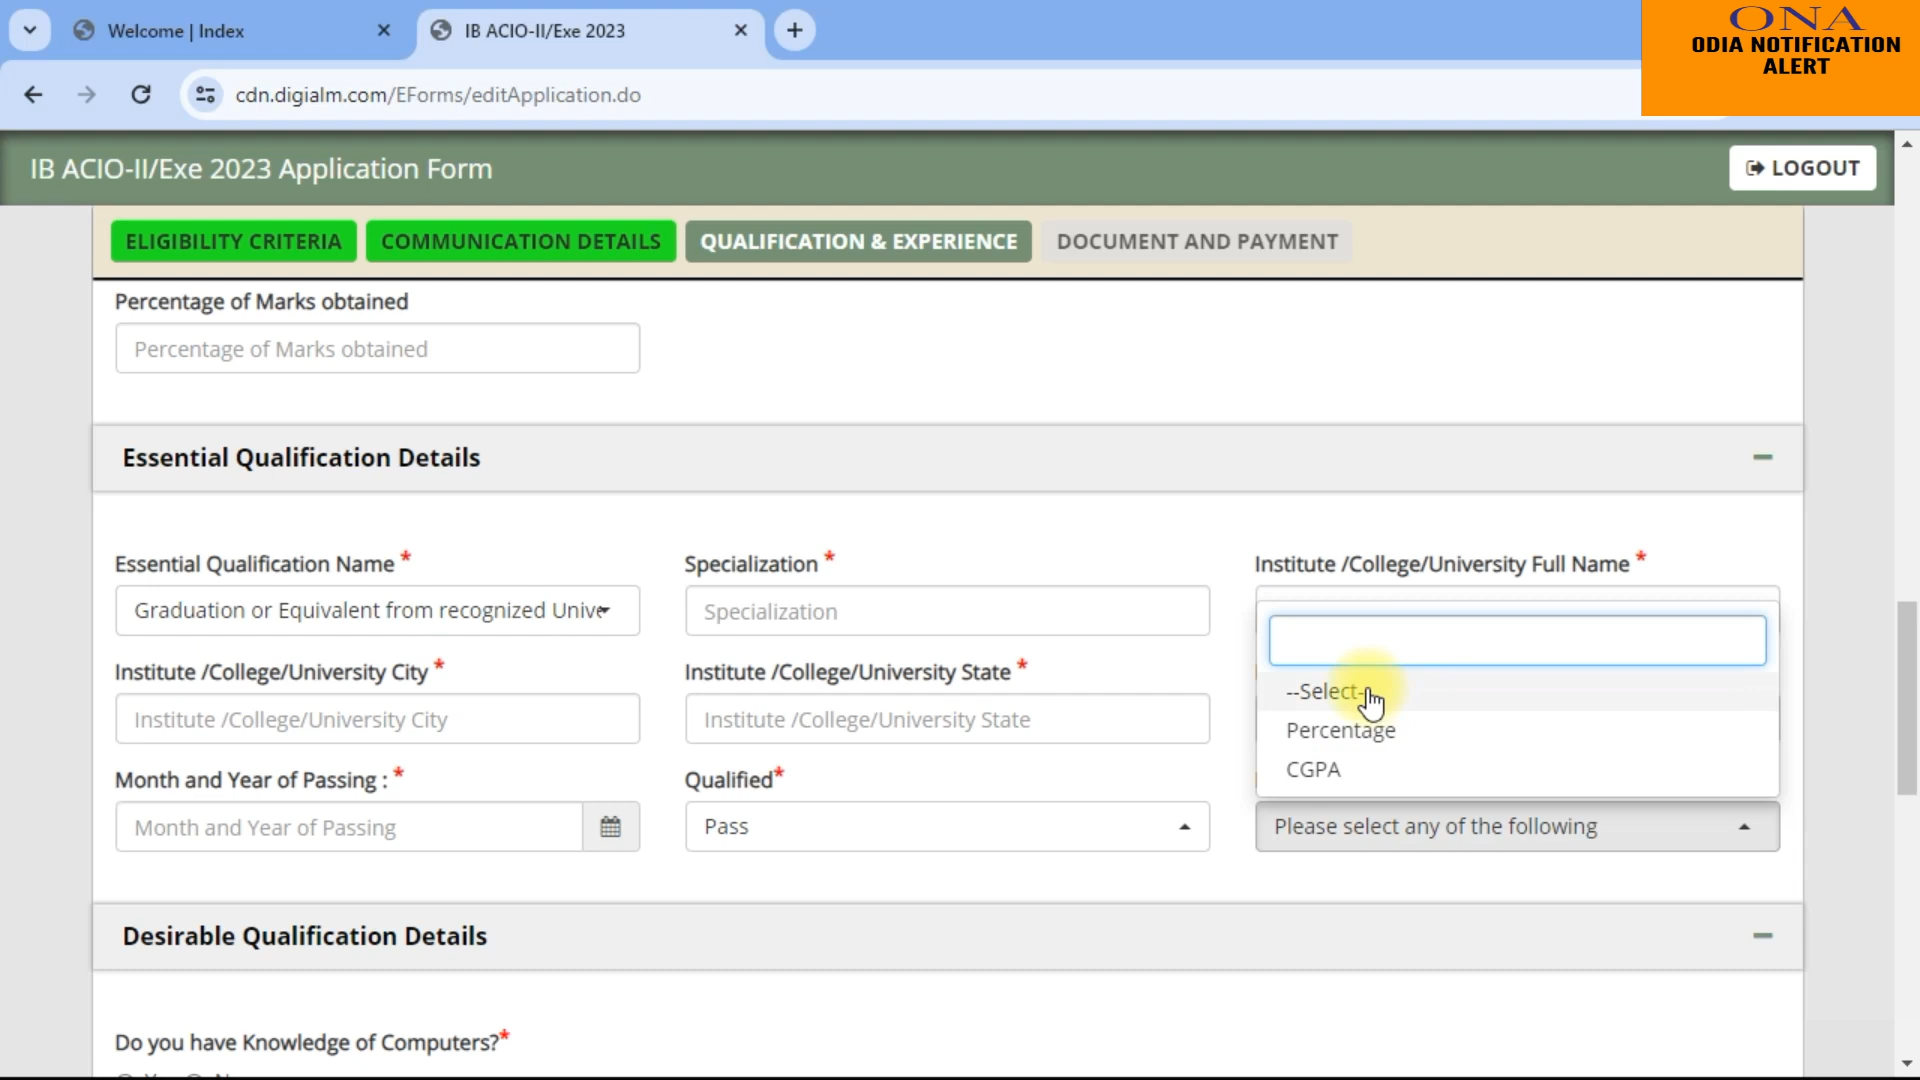 Welcome | Index
IB ACIO-II/Exe 2023
ONA
ODIA NOTIFICATION
ALERT
cdn.digialm.com/EForms/editApplication.do
IB ACIO-II/Exe 2023 Application Form
LOGOUT
ELIGIBILITY CRITERIA
COMMUNICATION DETAILS
QUALIFICATION & EXPERIENCE
DOCUMENT AND PAYMENT
Percentage of Marks obtained
Percentage of Marks obtained
Essential Qualification Details
Essential Qualification Name *
Specialization *
Institute /College/University Full Name *
Graduation or Equivalent from recognized Unive
Specialization
Institute /College/University City *
Institute /College/University State *
--Select-
Institute /College/University City
Institute /College/University State
Percentage
CGPA
Month and Year of Passing : *
Qualified*
Month and Year of Passing
Pass
Please select any of the following
Desirable Qualification Details
Do you have Knowledge of Computers?*